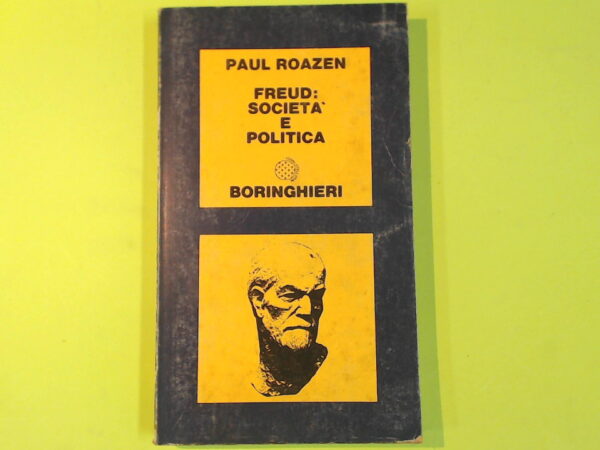 PAUL ROAZEN
FREUD:
SOCIETA`
E
POLITICA
BORINGHIERI